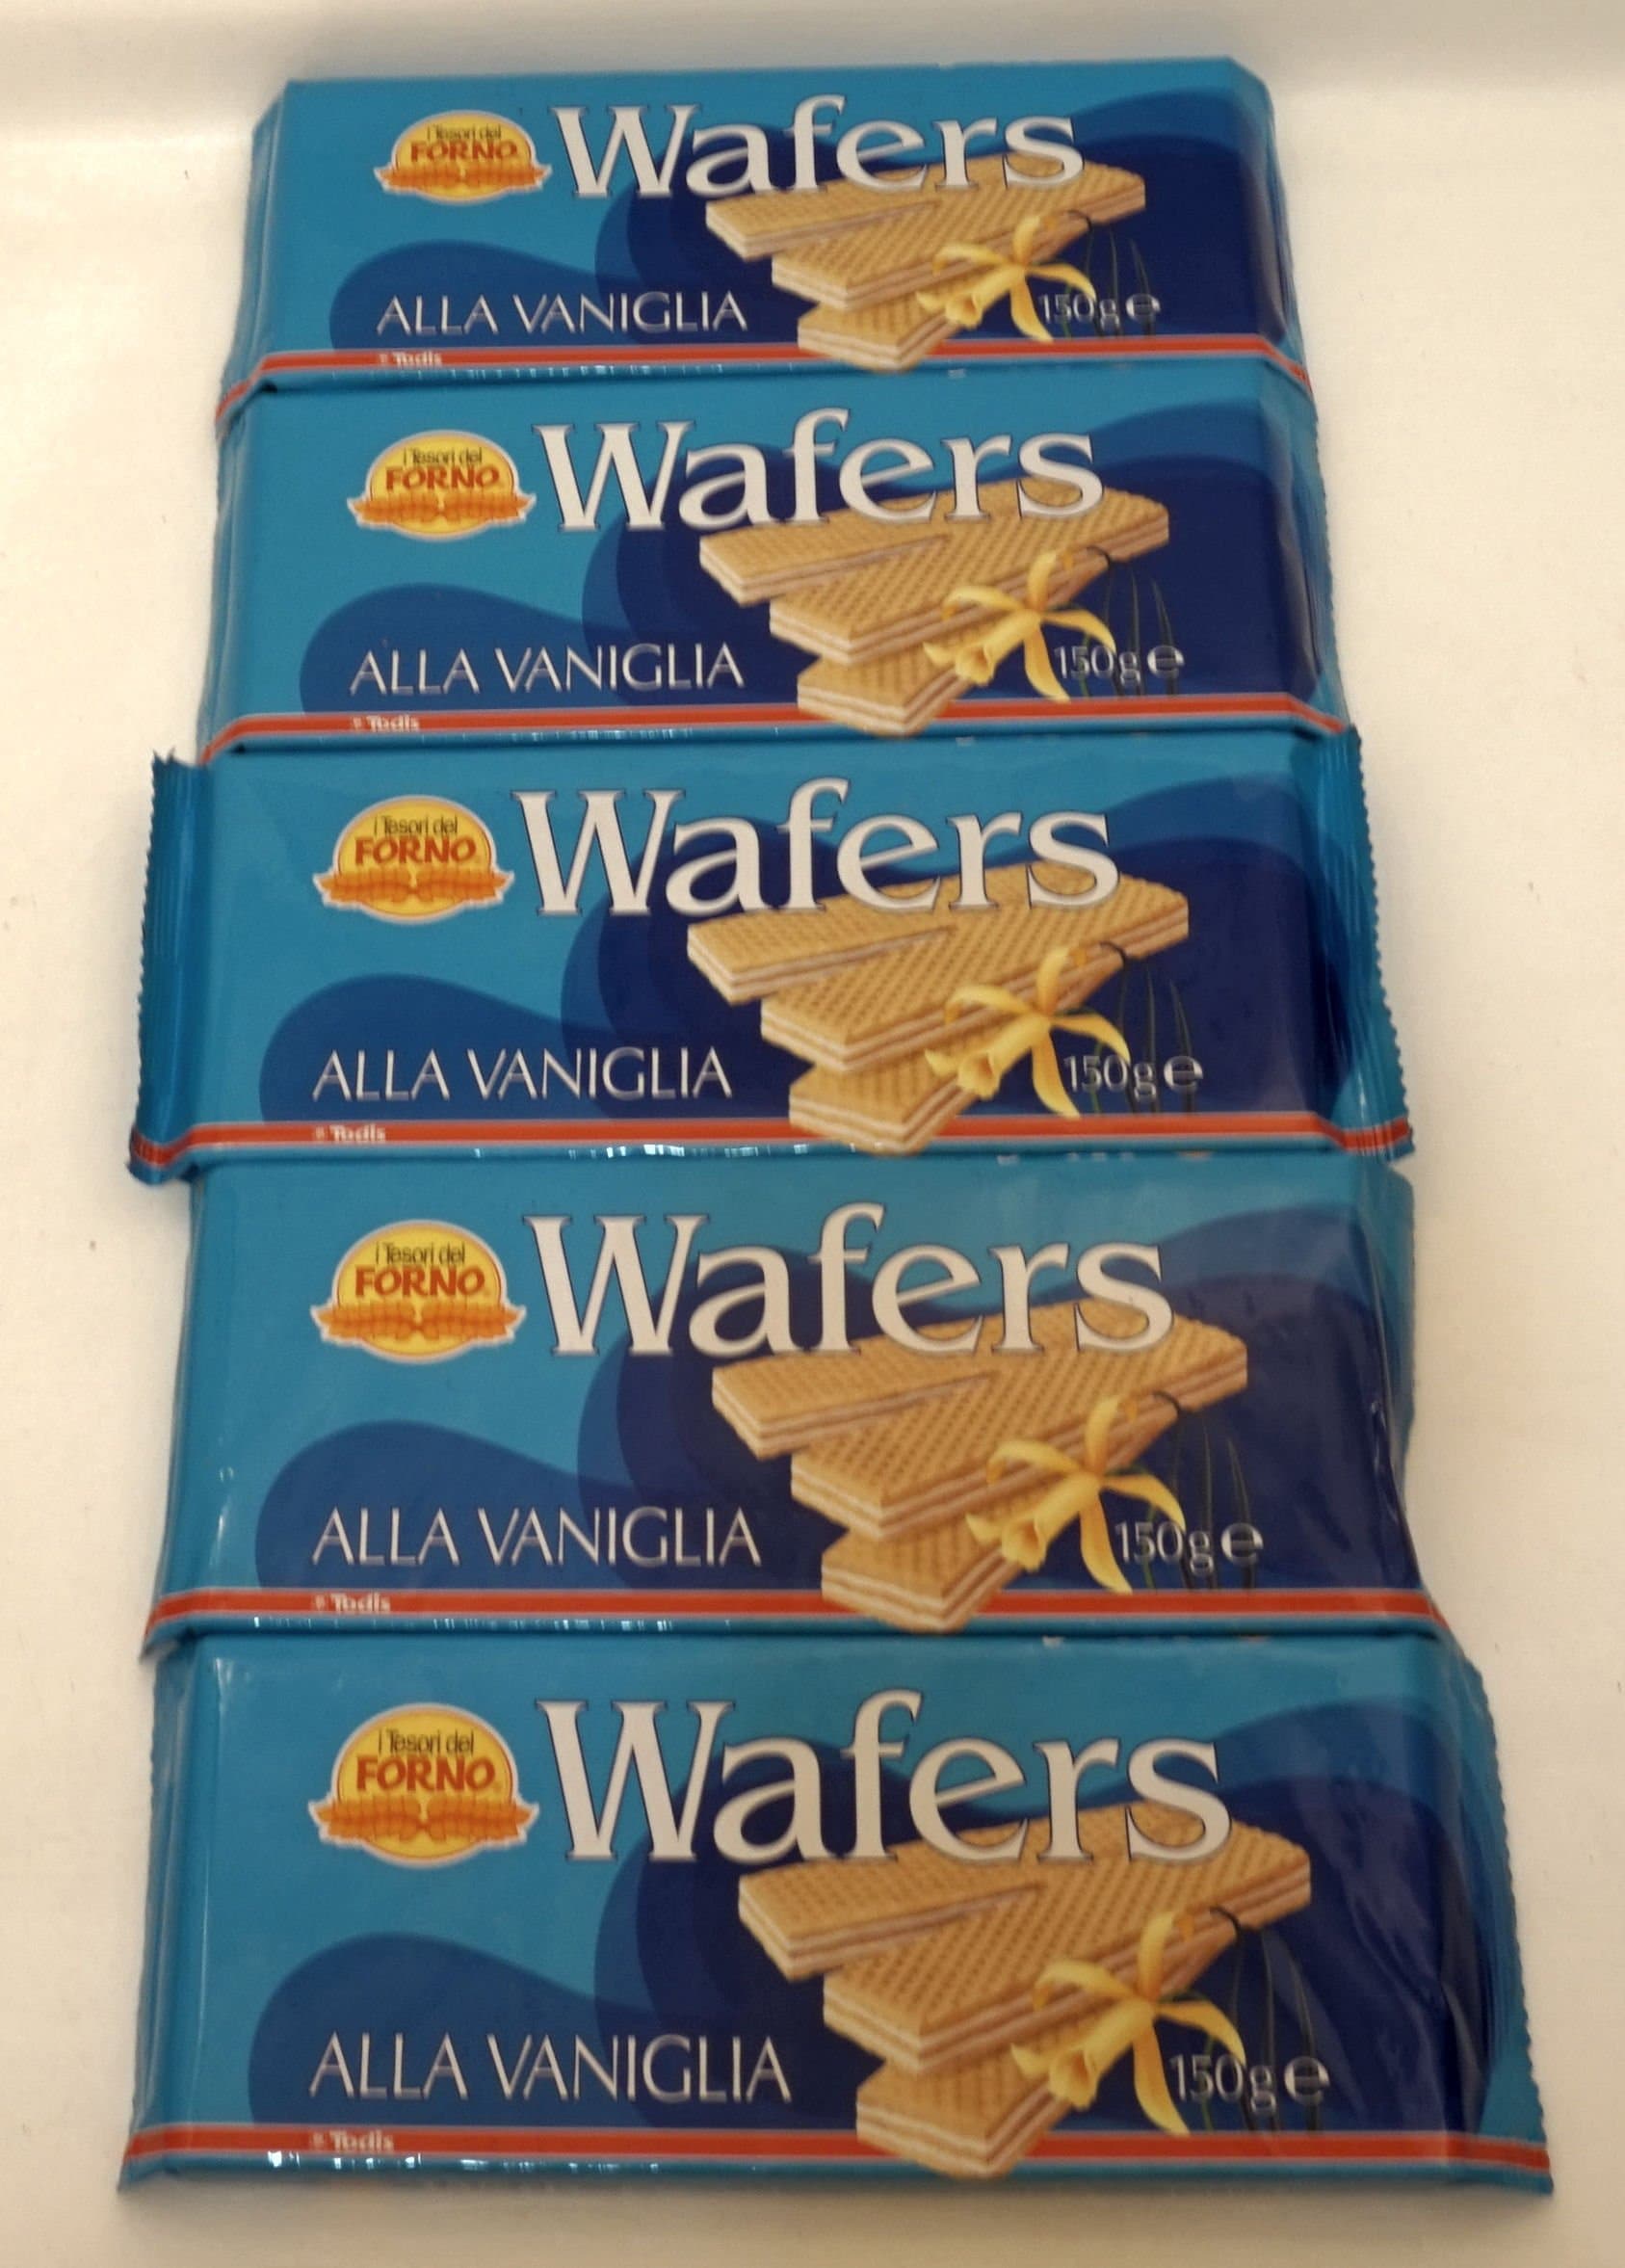 i Tesori del
FORNO
Wafers
ALLA VANIGLIA
150g e
Todis
i Tesori del
FORNO
Wafers
ALLA VANIGLIA
150g e
Todis
i Tesori del
FORNO
Wafers
ALLA VANIGLIA
150g e
Todis
i Tesori del
FORNO
Wafers
ALLA VANIGLIA
150g e
Todis
i Tesori del
FORNO
Wafers
ALLA VANIGLIA
150g e
Todis